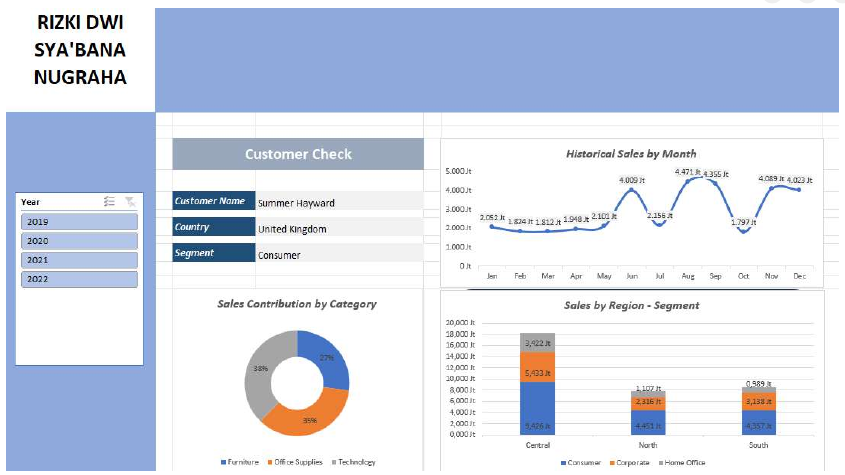 RIZKI DWI
SYA'BANA
NUGRAHA
Customer Check
Customer Name Summer Hayward
Country United Kingdom
Segment Consumer
Year
2019
2020
2021
2022
Historical Sales by Month
5.000 Jt
4.000 Jt
3.000 Jt
2.000 Jt
1.000 Jt
0 Jt
2.052 Jt 1.824 Jt 1.812 Jt 1.948 Jt 2.101 Jt 4.009 Jt 2.156 Jt 4.471 Jt 4.355 Jt 1.797 Jt 4.089 Jt 4.023 Jt
Jan Feb Mar Apr May Jun Jul Aug Sep Oct Nov Dec
Sales Contribution by Category
27%
35%
38%
Furniture Office Supplies Technology
Sales by Region - Segment
20,000 Jt
18,000 Jt
16,000 Jt
14,000 Jt
12,000 Jt
10,000 Jt
8,000 Jt
6,000 Jt
4,000 Jt
2,000 Jt
0,000 Jt
3,422 Jt 1,107 Jt 0,989 Jt
5,433 Jt 2,316 Jt 3,138 Jt
9,426 Jt 4,451 Jt 4,357 Jt
Central North South
Consumer Corporate Home Office